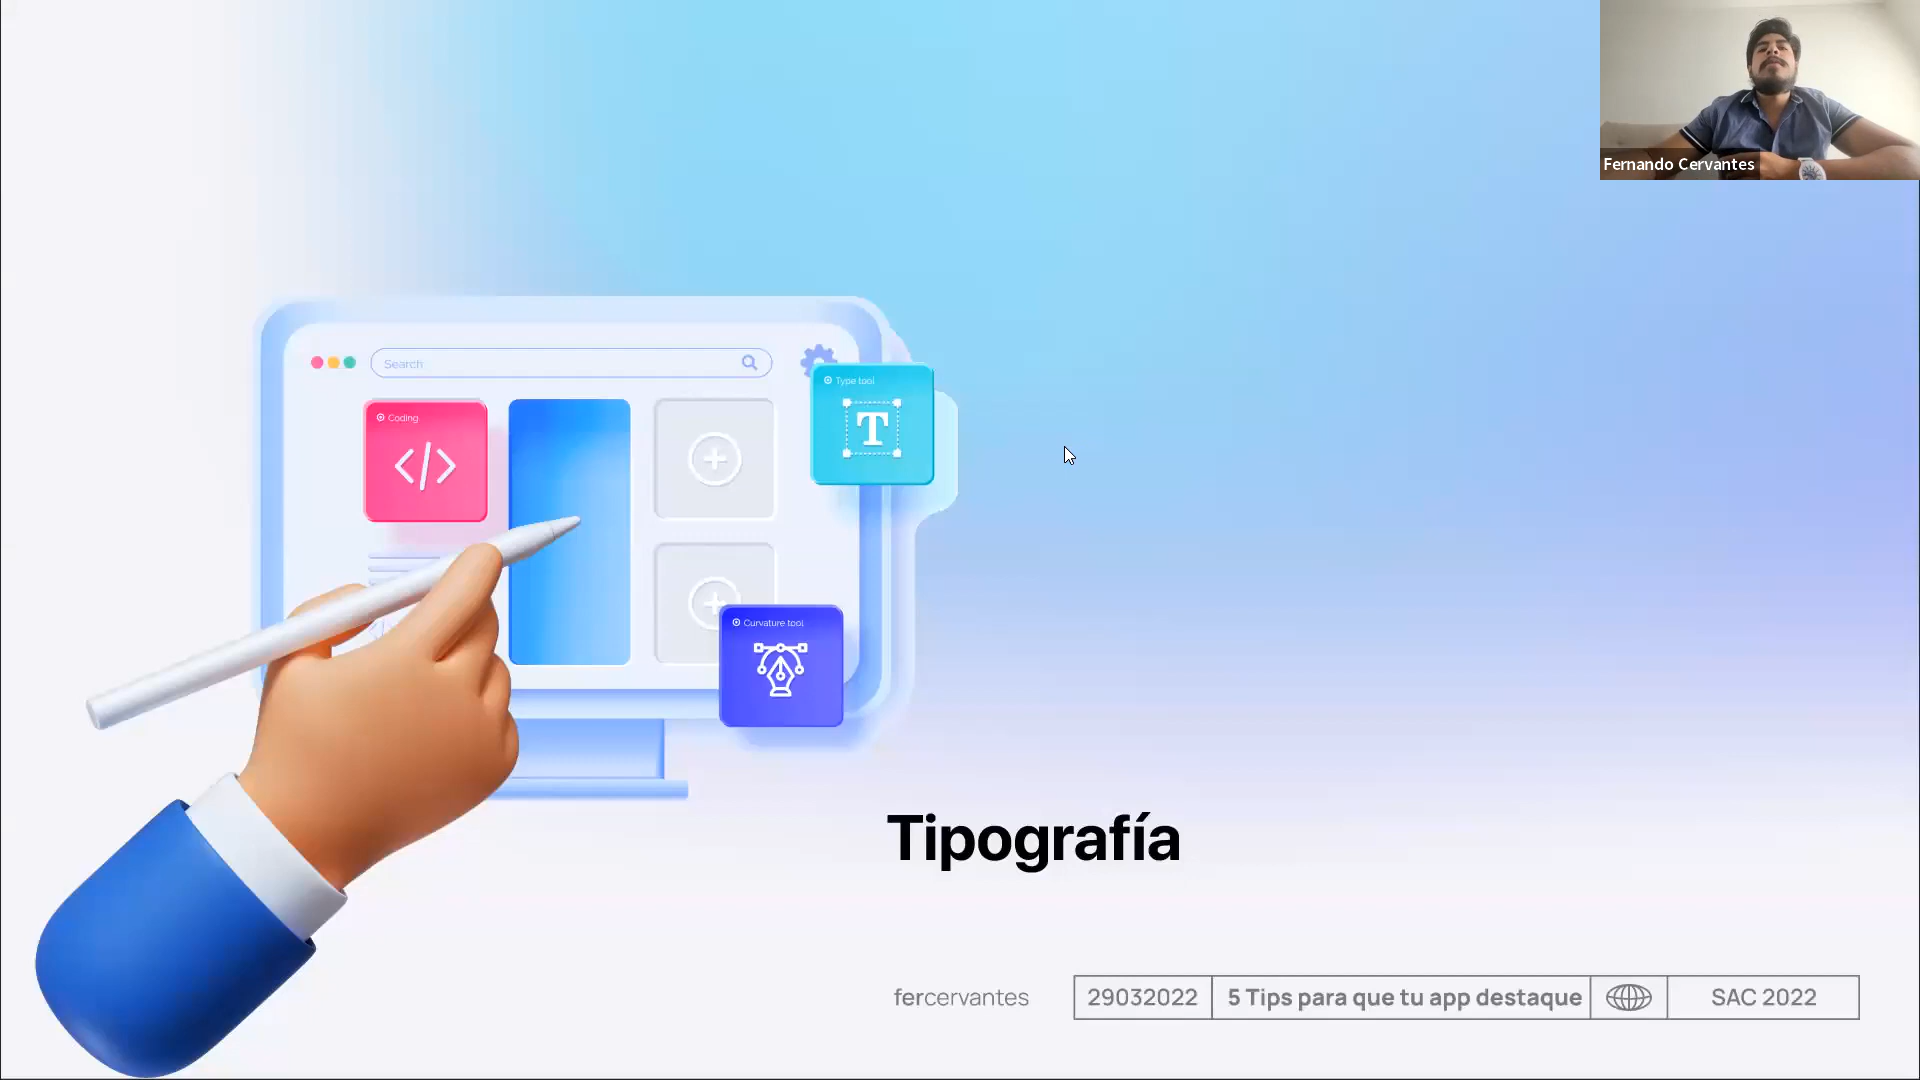 Fernando Cervantes
Search
Type tool
T
Coding
</>
Curvature tool
Tipografía
fercervantes
29032022
5 Tips para que tu app destaque
SAC 2022